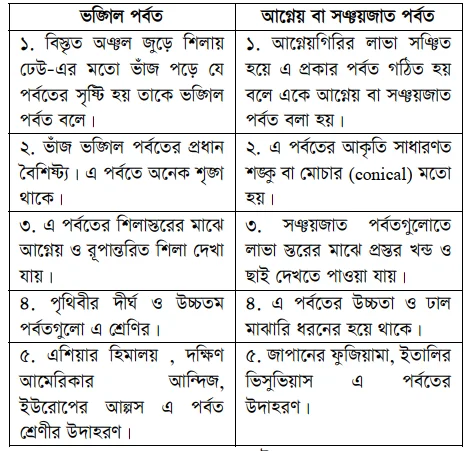 ভঙ্গিল পর্বত
আগ্নেয় বা সঞ্চয়জাত পর্বত
১. বিস্তৃত অঞ্চল জুড়ে শিলায়
ঢেউ-এর মতো ভাঁজ পড়ে যে
পর্বতের সৃষ্টি হয় তাকে ভঙ্গিল
পর্বত বলে।
১. আগ্নেয়গিরির লাভা সঞ্চিত
হয়ে এ প্রকার পর্বত গঠিত হয়
বলে একে আগ্নেয় বা সঞ্চয়জাত
পর্বত বলা হয়।
২. ভাঁজ ভঙ্গিল পর্বতের প্রধান
বৈশিষ্ট্য। এ পর্বতে অনেক শৃঙ্গ
থাকে।
২. এ পর্বতের আকৃতি সাধারণত
শঙ্কু বা মোচার (conical) মতো
হয়।
৩. এ পর্বতের শিলাস্তরের মাঝে
আগ্নেয় ও রূপান্তরিত শিলা দেখা
যায়।
৩. সঞ্চয়জাত পর্বতগুলোতে
লাভা স্তরের মাঝে প্রস্তর খন্ড ও
ছাই দেখতে পাওয়া যায়।
৪. পৃথিবীর দীর্ঘ ও উচ্চতম
পর্বতগুলো এ শ্রেণির।
৪. এ পর্বতের উচ্চতা ও ঢাল
মাঝারি ধরনের হয়ে থাকে।
৫. এশিয়ার হিমালয় , দক্ষিণ
আমেরিকার আন্দিজ,
ইউরোপের আল্পস এ পর্বত
শ্রেণীর উদাহরণ।
৫. জাপানের ফুজিয়ামা, ইতালির
ভিসুভিয়াস এ পর্বতের
উদাহরণ।